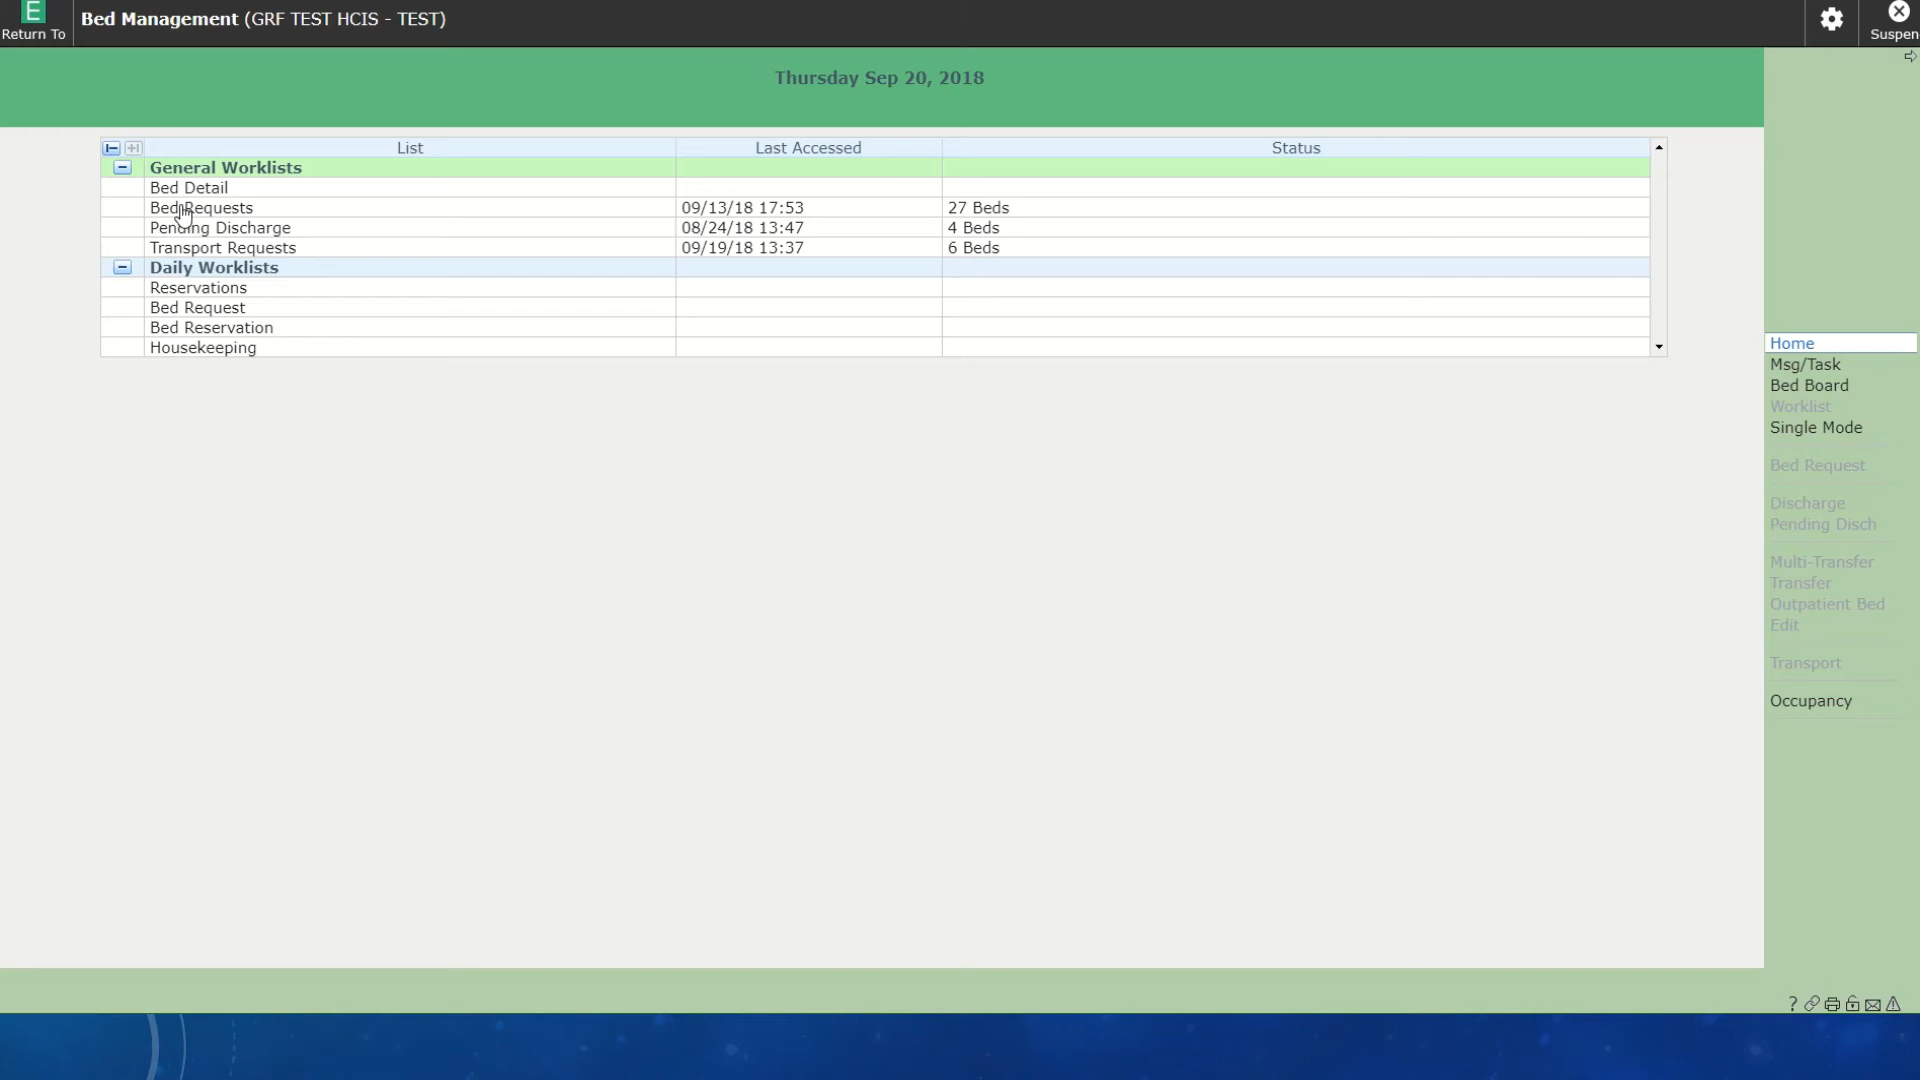 E
Return To
Bed Management (GRF TEST HCIS - TEST)
Suspen
Thursday Sep 20, 2018
List Last Accessed Status
General Worklists
Bed Detail
Bed Requests 09/13/18 17:53 27 Beds
Pending Discharge 08/24/18 13:47 4 Beds
Transport Requests 09/19/18 13:37 6 Beds
Daily Worklists
Reservations
Bed Request
Bed Reservation
Housekeeping
Home
Msg/Task
Bed Board
Worklist
Single Mode
Bed Request
Discharge
Pending Disch
Multi-Transfer
Transfer
Outpatient Bed
Edit
Transport
Occupancy
?